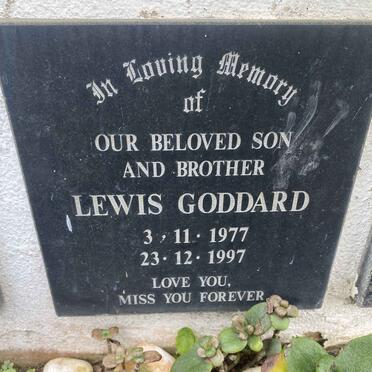 In Loving Memory
of
OUR BELOVED SON
AND BROTHER
LEWIS GODDARD
3 · 11 · 1977
23 · 12 · 1997
LOVE YOU,
MISS YOU FOREVER